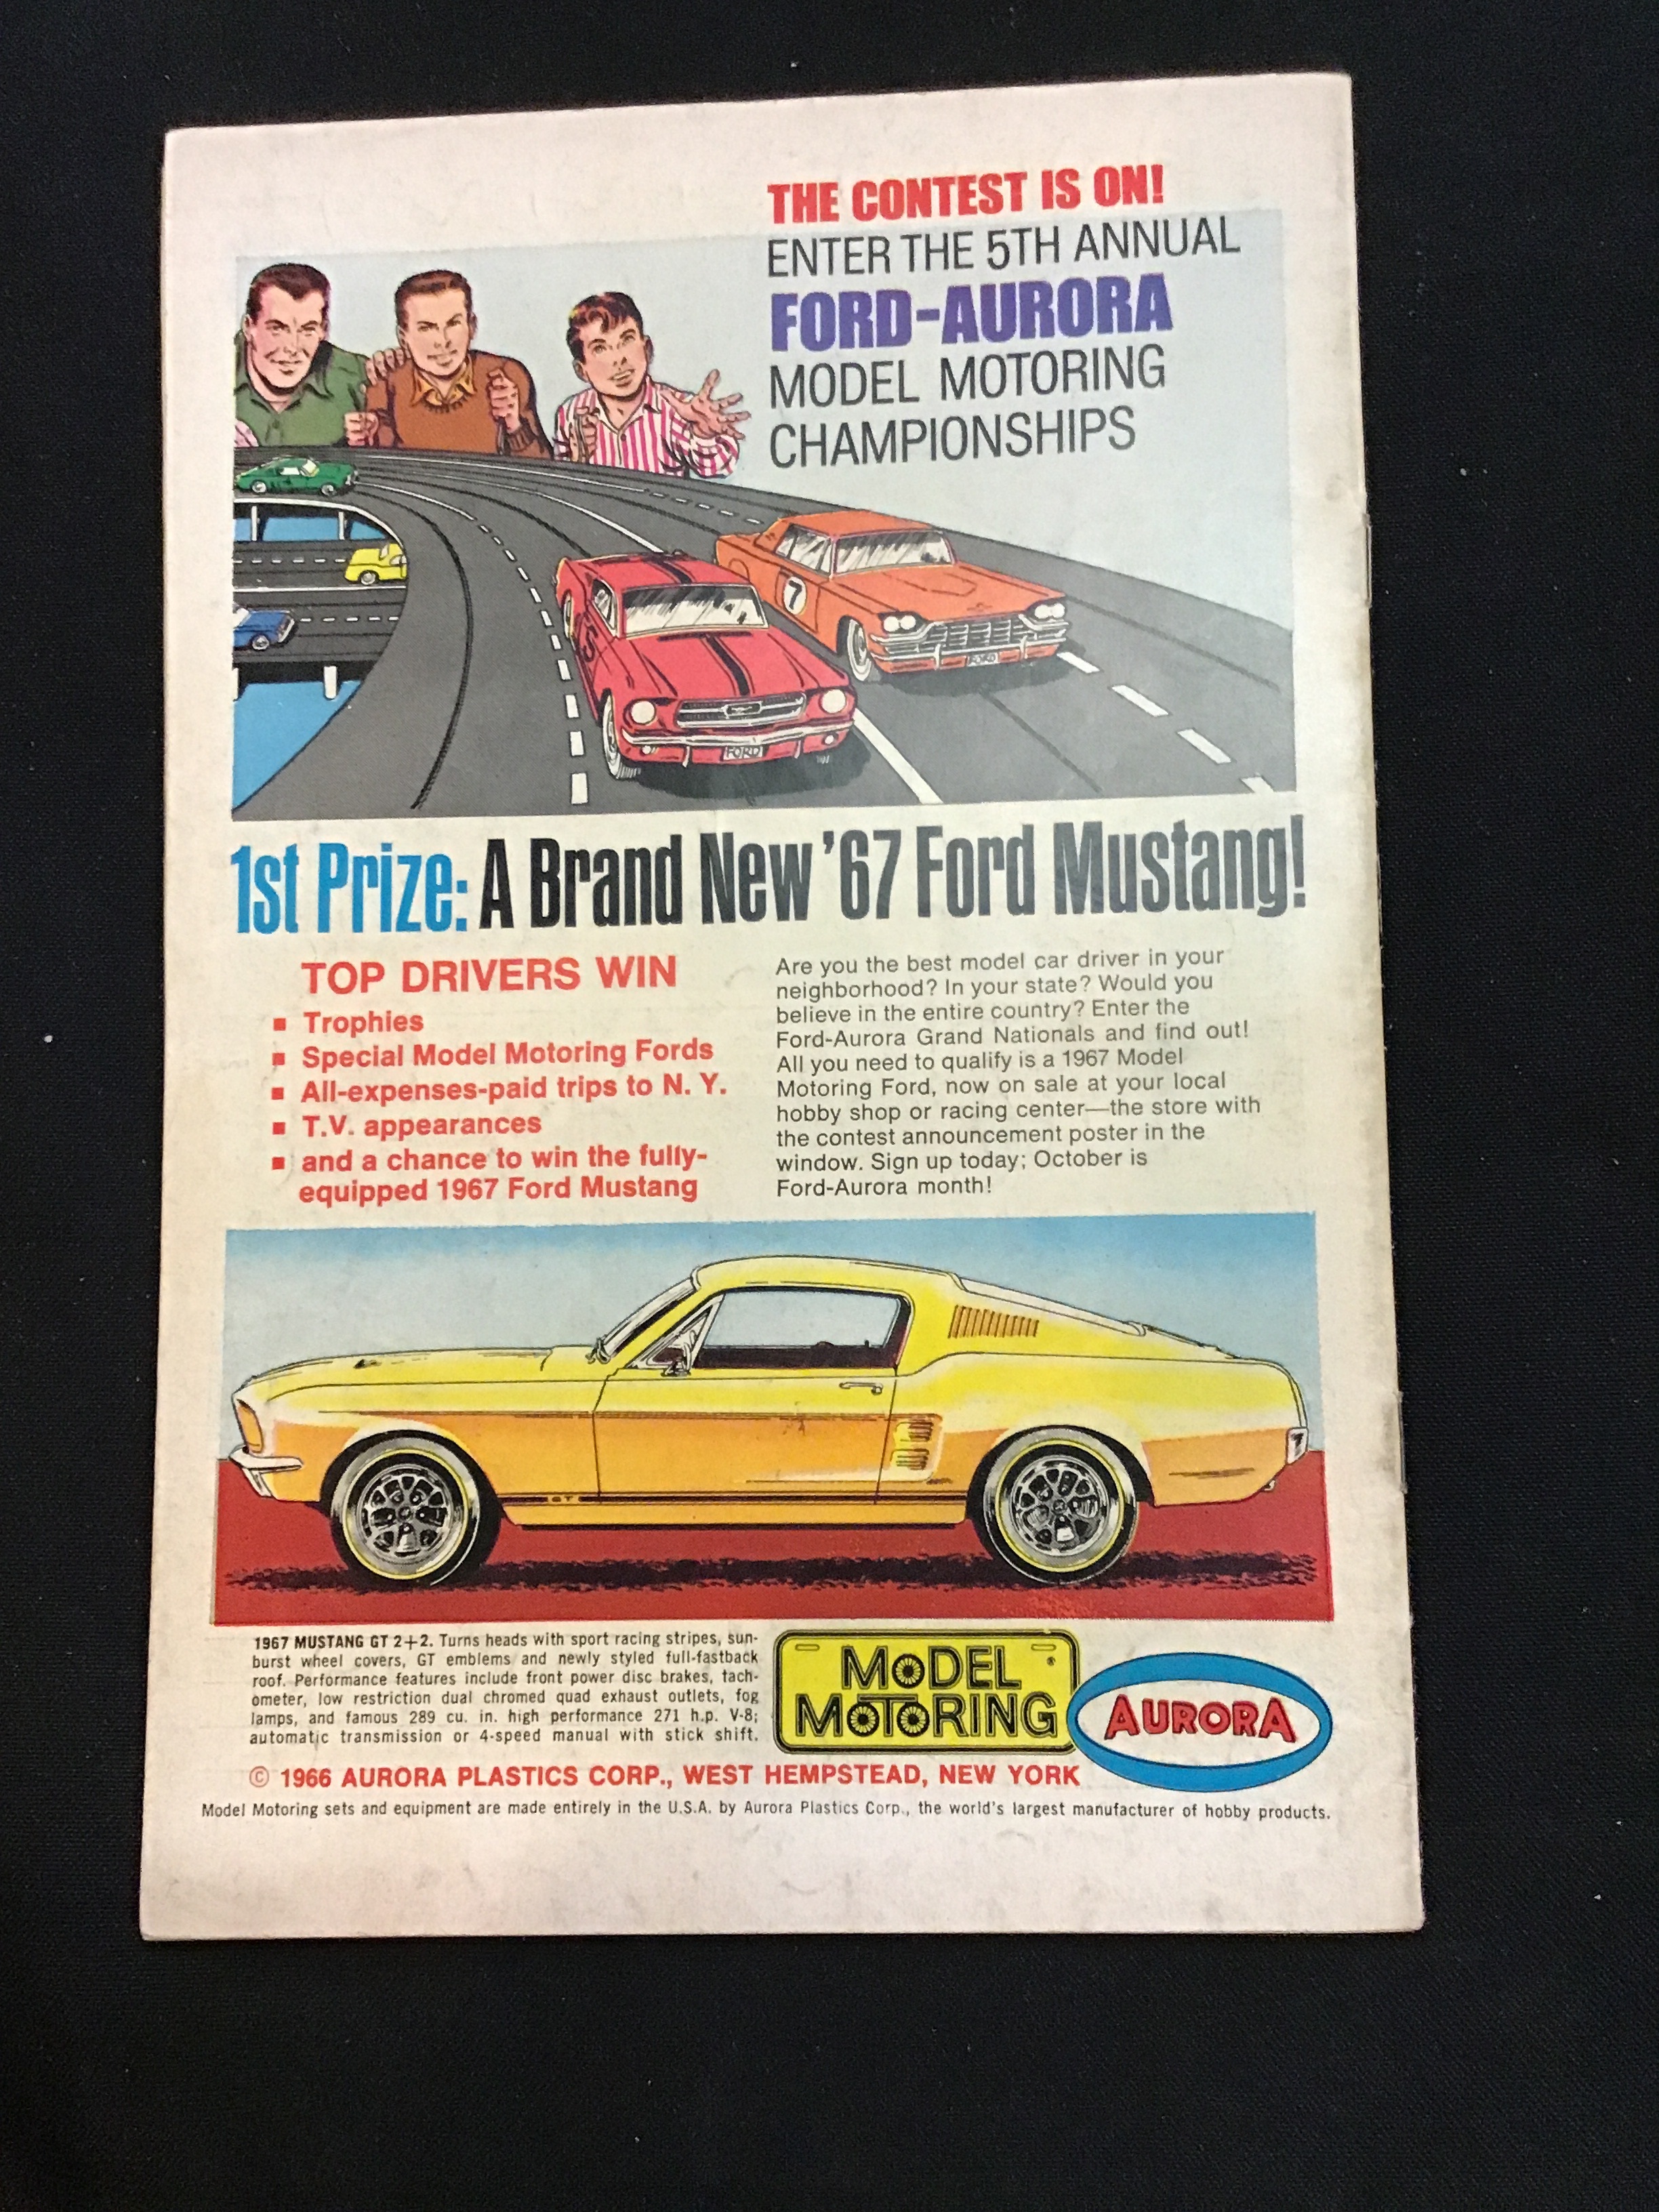 THE CONTEST IS ON!
ENTER THE 5TH ANNUAL
FORD-AURORA
MODEL MOTORING
CHAMPIONSHIPS
7
5
FORD
FORD
1st Prize: A Brand New '67 Ford Mustang!
TOP DRIVERS WIN
▪ Trophies
▪ Special Model Motoring Fords
▪ All-expenses-paid trips to N. Y.
▪ T.V. appearances
▪ and a chance to win the fully-
equipped 1967 Ford Mustang
Are you the best model car driver in your
neighborhood? In your state? Would you
believe in the entire country? Enter the
Ford-Aurora Grand Nationals and find out!
All you need to qualify is a 1967 Model
Motoring Ford, now on sale at your local
hobby shop or racing center—the store with
the contest announcement poster in the
window. Sign up today; October is
Ford-Aurora month!
GT
1967 MUSTANG GT 2+2. Turns heads with sport racing stripes, sun-
burst wheel covers, GT emblems and newly styled full-fastback
roof. Performance features include front power disc brakes, tach-
ometer, low restriction dual chromed quad exhaust outlets, fog
lamps, and famous 289 cu. in. high performance 271 h.p. V-8;
automatic transmission or 4-speed manual with stick shift.
MODEL ®
MOTORING
AURORA
© 1966 AURORA PLASTICS CORP., WEST HEMPSTEAD, NEW YORK
Model Motoring sets and equipment are made entirely in the U.S.A. by Aurora Plastics Corp., the world's largest manufacturer of hobby products.